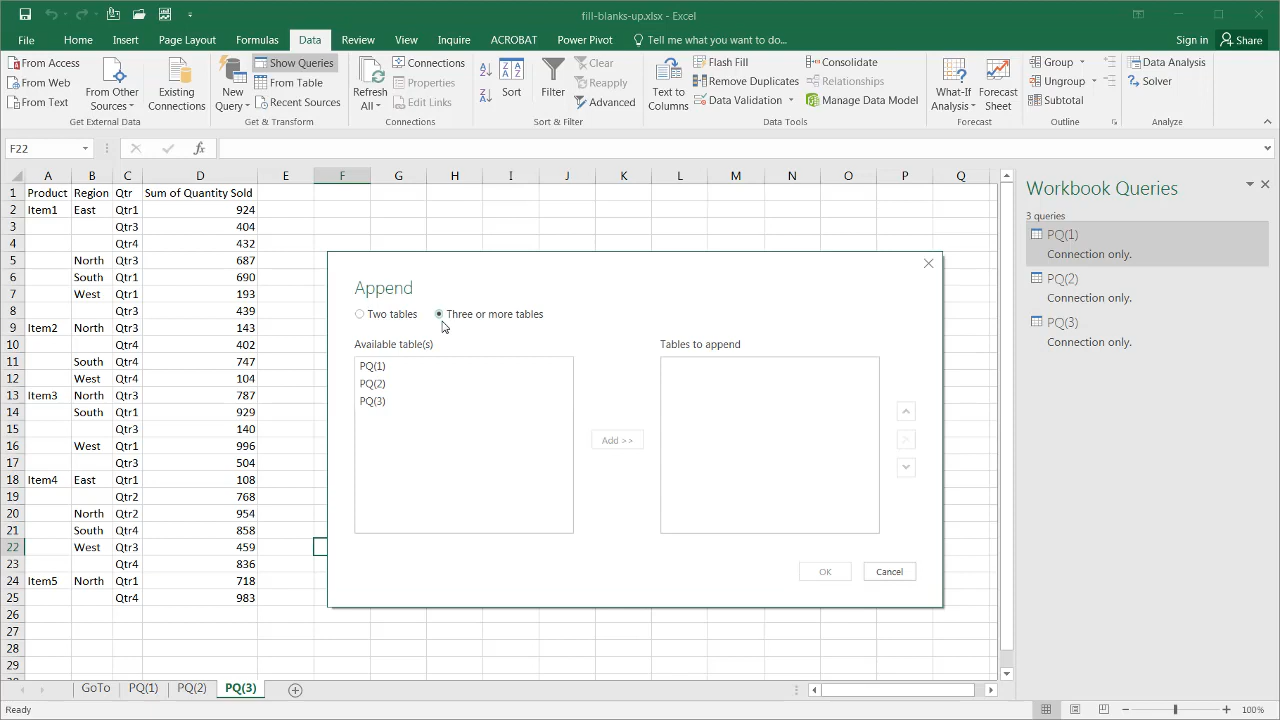 fill-blanks-up.xlsx - Excel
File Home Insert Page Layout Formulas Data Review View Inquire ACROBAT Power Pivot Tell me what you want to do... Sign in Share
From Access
From Web
From Text
From Other Sources
Existing Connections
Get External Data
New Query
Show Queries
From Table
Recent Sources
Get & Transform
Refresh All
Connections
Properties
Edit Links
Connections
Sort
Filter
Clear
Reapply
Advanced
Sort & Filter
Text to Columns
Flash Fill
Remove Duplicates
Data Validation
Consolidate
Relationships
Manage Data Model
Data Tools
What-If Analysis
Forecast Sheet
Forecast
Group
Ungroup
Subtotal
Outline
Data Analysis
Solver
Analyze
F22 fx
A B C D E F G H I J K L M N O P Q
1 Product Region Qtr Sum of Quantity Sold
2 Item1 East Qtr1 924
3 Qtr3 404
4 Qtr4 432
5 North Qtr3 687
6 South Qtr1 690
7 West Qtr1 193
8 Qtr3 439
9 Item2 North Qtr3 143
10 Qtr4 402
11 South Qtr4 747
12 West Qtr4 104
13 Item3 North Qtr3 787
14 South Qtr1 929
15 Qtr3 140
16 West Qtr1 996
17 Qtr3 504
18 Item4 East Qtr1 108
19 Qtr2 768
20 North Qtr2 954
21 South Qtr4 858
22 West Qtr3 459
23 Qtr4 836
24 Item5 North Qtr1 718
25 Qtr4 983
26
27
28
29
Append
Two tables Three or more tables
Available table(s) Tables to append
PQ(1)
PQ(2)
PQ(3)
Add >>
OK Cancel
Workbook Queries
3 queries
PQ(1)
Connection only.
PQ(2)
Connection only.
PQ(3)
Connection only.
GoTo PQ(1) PQ(2) PQ(3)
Ready 100%